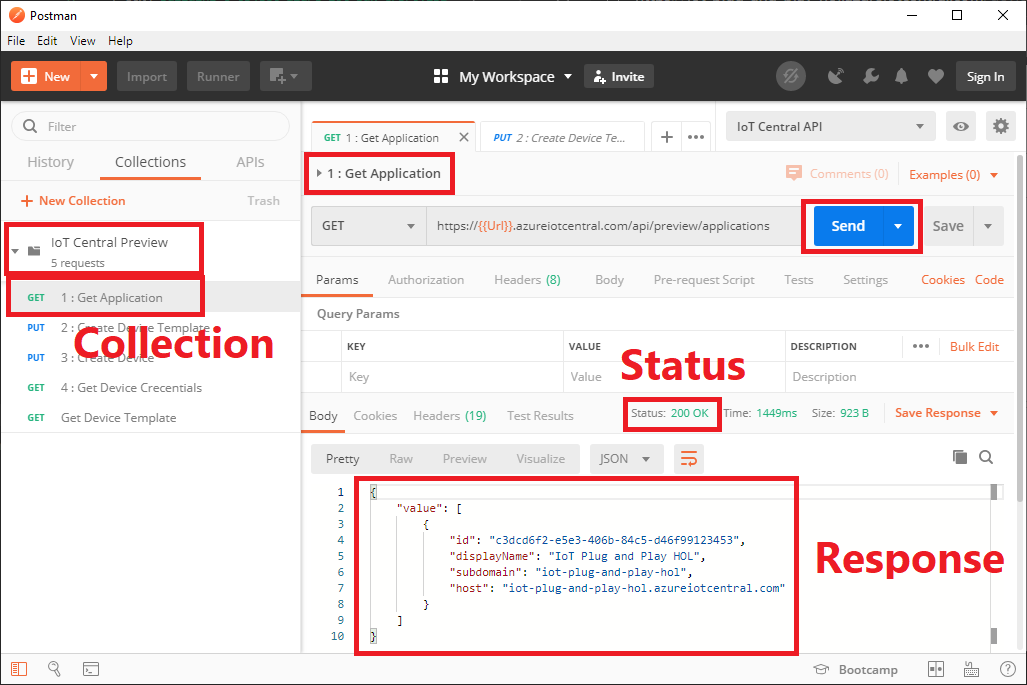 Postman
File Edit View Help
New Import Runner My Workspace Invite Sign In
Filter
History Collections APIs
New Collection Trash
IoT Central Preview
5 requests
GET 1 : Get Application
PUT 2 : Create Device Template
PUT 3 : Create Device
GET 4 : Get Device Crecentials
GET Get Device Template
Collection
GET 1 : Get Application PUT 2 : Create Device Te... IoT Central API
1 : Get Application Comments (0) Examples (0)
GET https://{{Url}}.azureiotcentral.com/api/preview/applications Send Save
Params Authorization Headers (8) Body Pre-request Script Tests Settings Cookies Code
Query Params
KEY VALUE DESCRIPTION Bulk Edit
Key Value Description
Status
Body Cookies Headers (19) Test Results Status: 200 OK Time: 1449ms Size: 923 B Save Response
Pretty Raw Preview Visualize JSON
1 {
2 "value": [
3 {
4 "id": "c3dcd6f2-e5e3-406b-84c5-d46f99123453",
5 "displayName": "IoT Plug and Play HOL",
6 "subdomain": "iot-plug-and-play-hol",
7 "host": "iot-plug-and-play-hol.azureiotcentral.com"
8 }
9 ]
10 }
Response
Bootcamp